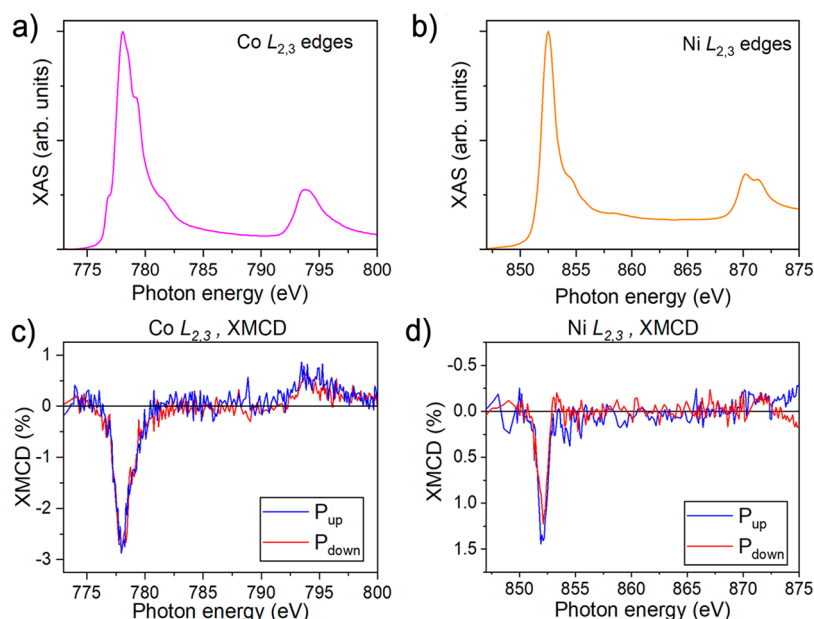 a)
Co L2,3 edges
XAS (arb. units)
775 780 785 790 795 800
Photon energy (eV)
b)
Ni L2,3 edges
XAS (arb. units)
850 855 860 865 870 875
Photon energy (eV)
c)
Co L2,3 , XMCD
XMCD (%)
1
0
-1
-2
-3
Pup
Pdown
775 780 785 790 795 800
Photon energy (eV)
d)
Ni L2,3 , XMCD
XMCD (%)
-0.5
0.0
0.5
1.0
1.5
Pup
Pdown
850 855 860 865 870 875
Photon energy (eV)